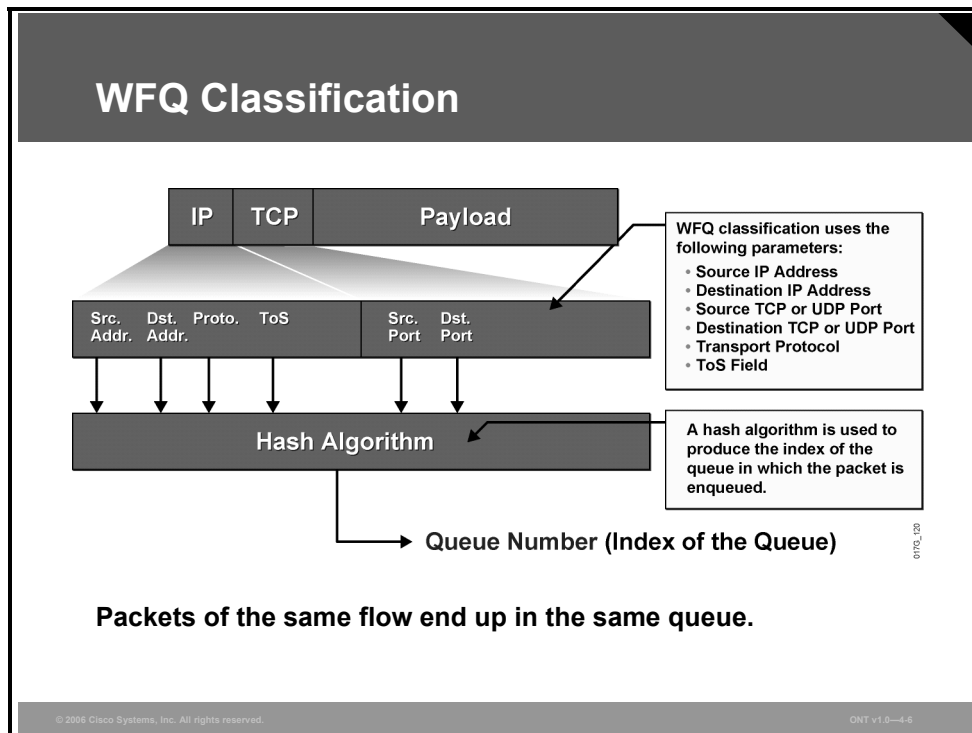 WFQ Classification
IP TCP Payload
WFQ classification uses the
following parameters:
• Source IP Address
• Destination IP Address
• Source TCP or UDP Port
• Destination TCP or UDP Port
• Transport Protocol
• ToS Field
Src. Dst. Proto. ToS Src. Dst.
Addr. Addr. Port Port
Hash Algorithm
A hash algorithm is used to
produce the index of the
queue in which the packet is
enqueued.
Queue Number (Index of the Queue)
017G_120
Packets of the same flow end up in the same queue.
© 2006 Cisco Systems, Inc. All rights reserved. ONT v1.0—4-6